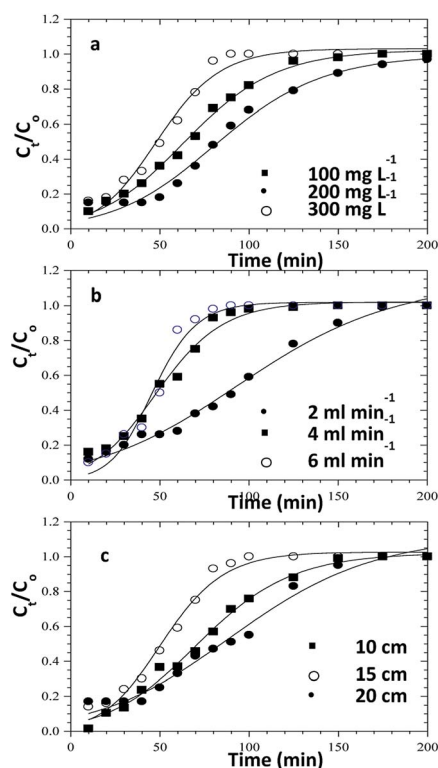 a
1.2
1.0
0.8
0.6
0.4
0.2
0.0
Ct/Co
100 mg L-1
200 mg L-1
300 mg L-1
0 50 100 150 200
Time (min)
b
1.2
1.0
0.8
0.6
0.4
0.2
0.0
Ct/Co
2 ml min-1
4 ml min-1
6 ml min-1
0 50 100 150 200
Time (min)
c
1.2
1.0
0.8
0.6
0.4
0.2
0.0
Ct/Co
10 cm
15 cm
20 cm
0 50 100 150 200
Time (min)